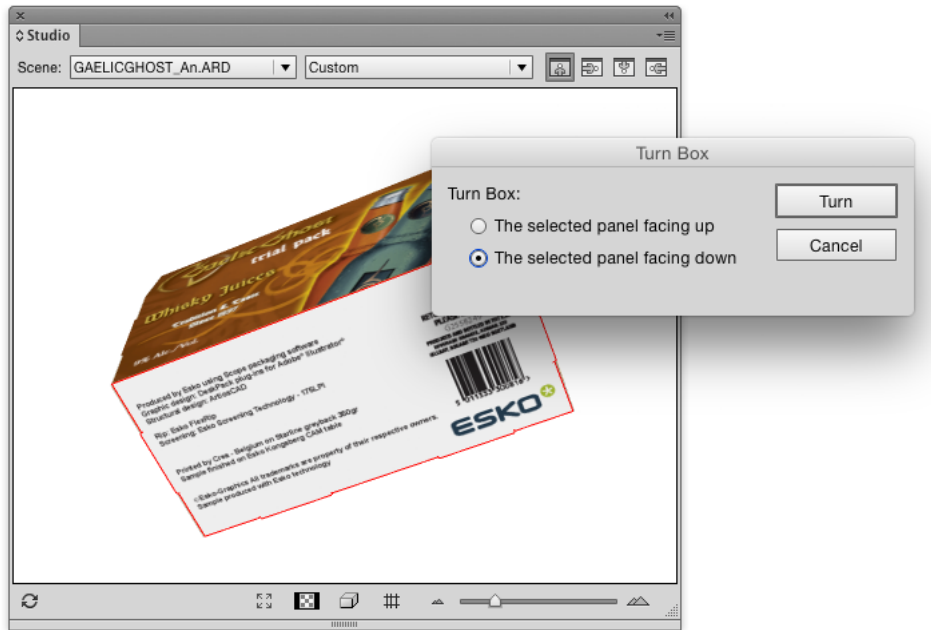 Studio
Scene: GAELICGHOST_An.ARD Custom
Turn Box
Turn Box:
The selected panel facing up
The selected panel facing down
Turn
Cancel
Gaelic Ghost
trial pack
Whisky Juicce
Produced by Esko using Scope packaging software
Graphic design: DeskPack plug-ins for Adobe® Illustrator®
Structural design: ArtiosCAD
Rip: Esko FlexRip
Screening: Esko Screening Technology - 175LPI
Printed by Cres - Belgium on Starline greyback 350gr
Sample finished on Esko Kongsberg CAM table
©Esko-Graphics All trademarks are property of their respective owners.
Sample produced with Esko technology
ESKO